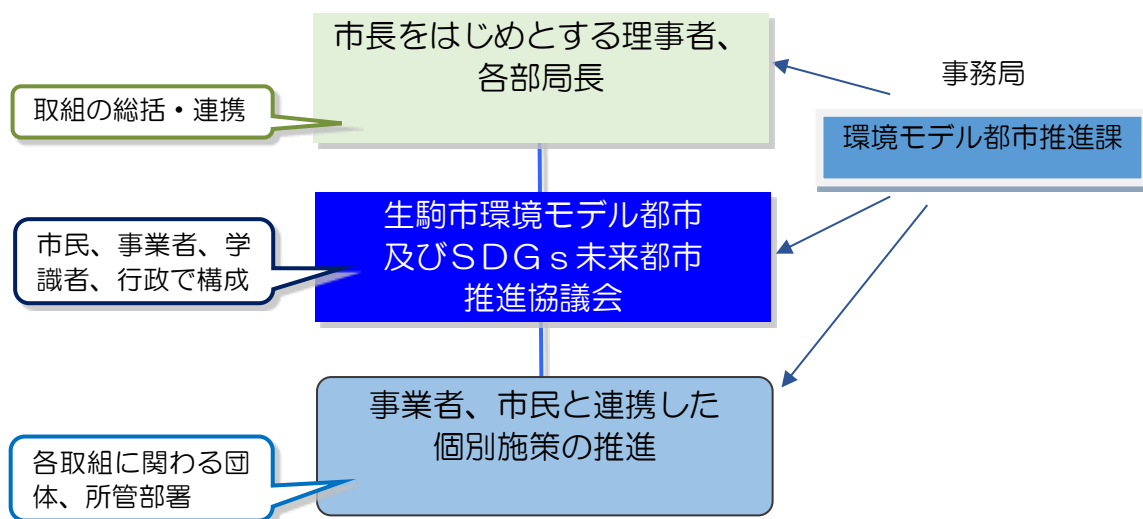 市長をはじめとする理事者、
各部局長
事務局
取組の総括・連携
環境モデル都市推進課
生駒市環境モデル都市
及びSDGs未来都市
推進協議会
市民、事業者、学
識者、行政で構成
事業者、市民と連携した
個別施策の推進
各取組に関わる団
体、所管部署